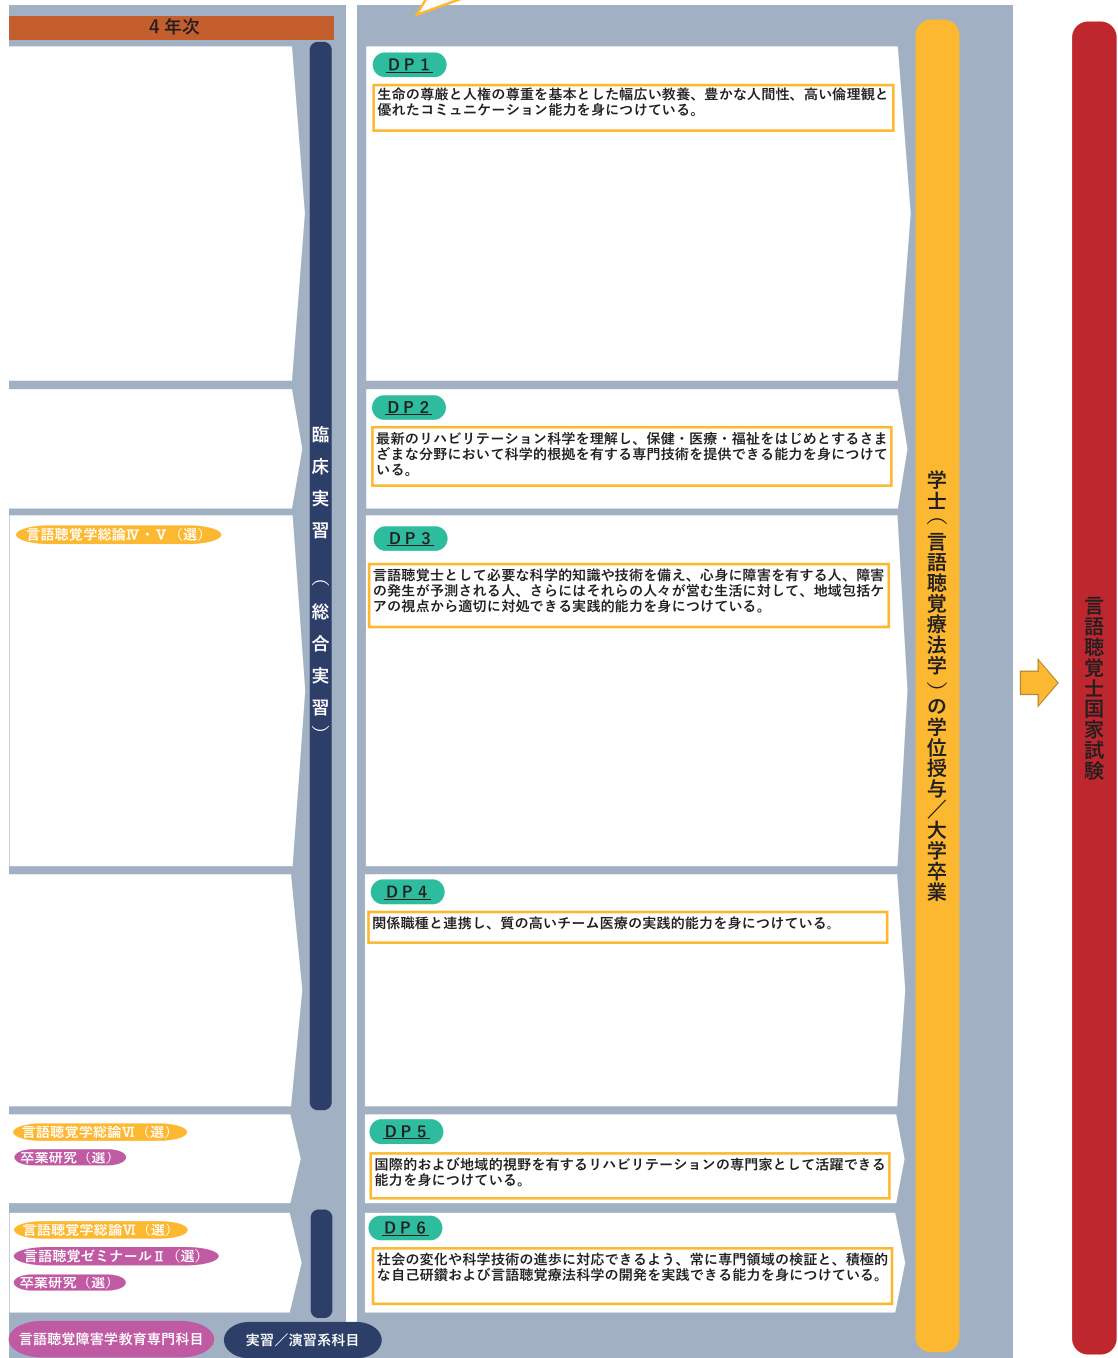 4 年次
臨床実習 （総合実習）
言語聴覚学総論Ⅳ・Ⅴ（選）
言語聴覚学総論Ⅵ（選）
卒業研究（選）
言語聴覚学総論Ⅵ（選）
言語聴覚ゼミナールⅡ（選）
卒業研究（選）
言語聴覚障害学教育専門科目
実習／演習系科目
DP 1
生命の尊厳と人権の尊重を基本とした幅広い教養、豊かな人間性、高い倫理観と
優れたコミュニケーション能力を身につけている。
DP 2
最新のリハビリテーション科学を理解し、保健・医療・福祉をはじめとするさま
ざまな分野において科学的根拠を有する専門技術を提供できる能力を身につけて
いる。
DP 3
言語聴覚士として必要な科学的知識や技術を備え、心身に障害を有する人、障害
の発生が予測される人、さらにはそれらの人々が営む生活に対して、地域包括ケ
アの視点から適切に対処できる実践的能力を身につけている。
DP 4
関係職種と連携し、質の高いチーム医療の実践的能力を身につけている。
DP 5
国際的および地域的視野を有するリハビリテーションの専門家として活躍できる
能力を身につけている。
DP 6
社会の変化や科学技術の進歩に対応できるよう、常に専門領域の検証と、積極的
な自己研鑽および言語聴覚療法科学の開発を実践できる能力を身につけている。
学士（言語聴覚療法学）の学位授与／大学卒業
言語聴覚士国家試験